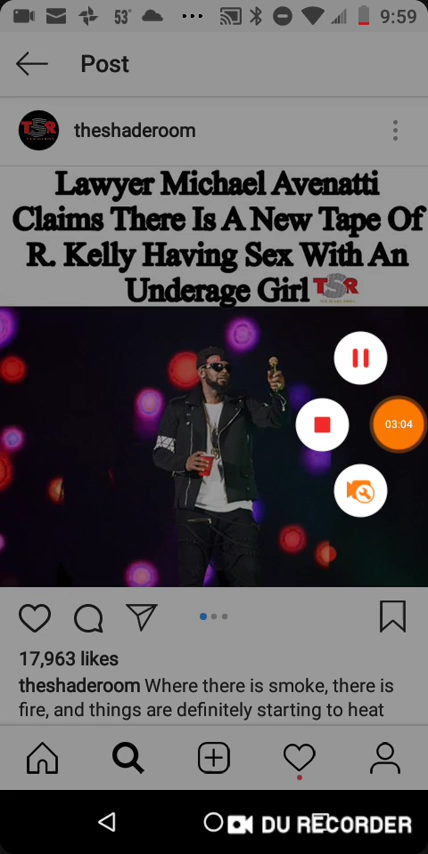 53°
9:59
Post
TSR
theshaderoom
Lawyer Michael Avenatti
Claims There Is A New Tape Of
R. Kelly Having Sex With An
Underage Girl TSR
03:04
17,963 likes
theshaderoom Where there is smoke, there is
fire, and things are definitely starting to heat
DU RECORDER